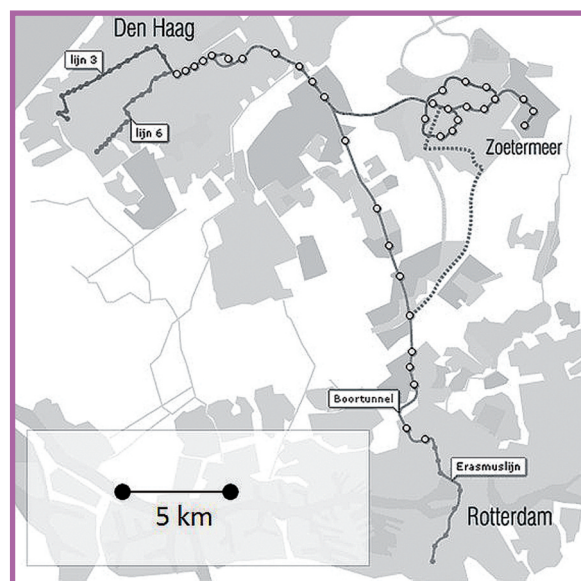 Den Haag
lijn 3
lijn 6
Zoetermeer
Boortunnel
Erasmuslijn
5 km
Rotterdam